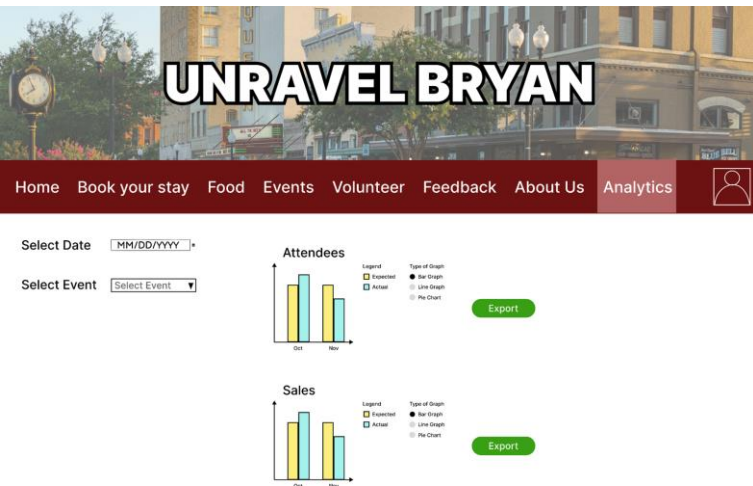 UNRAVEL BRYAN
Home Book your stay Food Events Volunteer Feedback About Us Analytics
Select Date MM/DD/YYYY *
Select Event Select Event ▼
Attendees
Legend
Expected
Actual
Type of Graph
Bar Graph
Line Graph
Pie Chart
Oct Nov
Export
Sales
Legend
Expected
Actual
Type of Graph
Bar Graph
Line Graph
Pie Chart
Oct Nov
Export